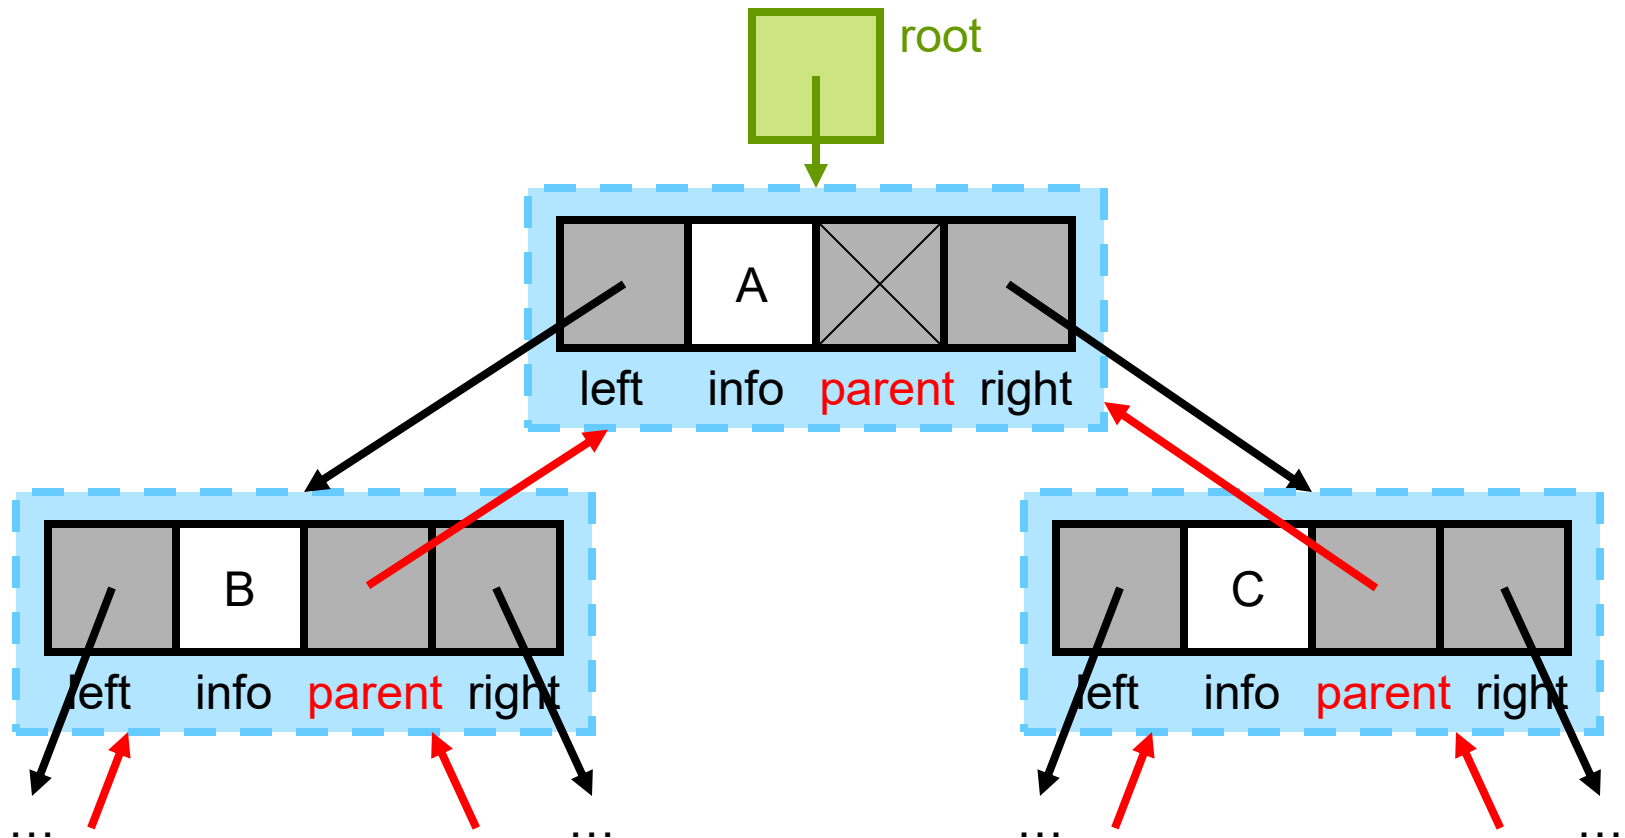 root
A
left info parent right
B
C
left info parent right
left info parent right
... ... ... ...